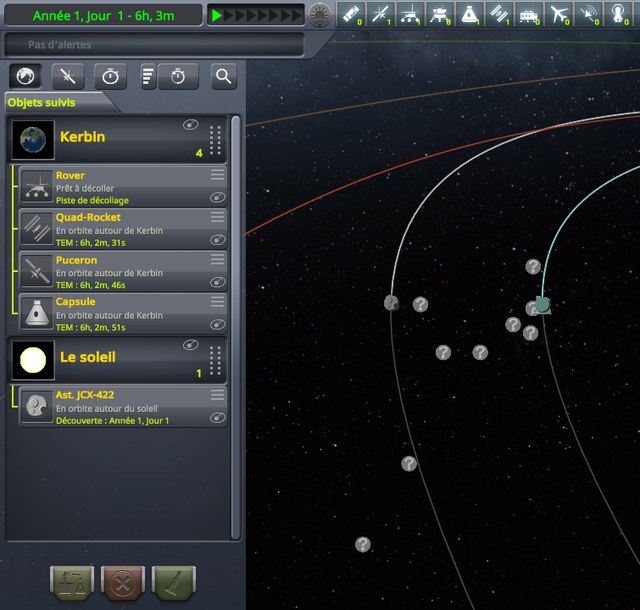 Année 1, Jour 1 - 6h, 3m
0 1 0 8 1 1 0 0 0 0
Pas d'alertes
Objets suivis
Kerbin
4
Rover
Prêt à décoller
Piste de décollage
Quad-Rocket
En orbite autour de Kerbin
TEM : 6h, 2m, 31s
Puceron
En orbite autour de Kerbin
TEM : 6h, 2m, 46s
Capsule
En orbite autour de Kerbin
TEM : 6h, 2m, 51s
Le soleil
1
Ast. JCX-422
En orbite autour du soleil
Découverte : Année 1, Jour 1
? ? ? ? ? ? ? ? ?